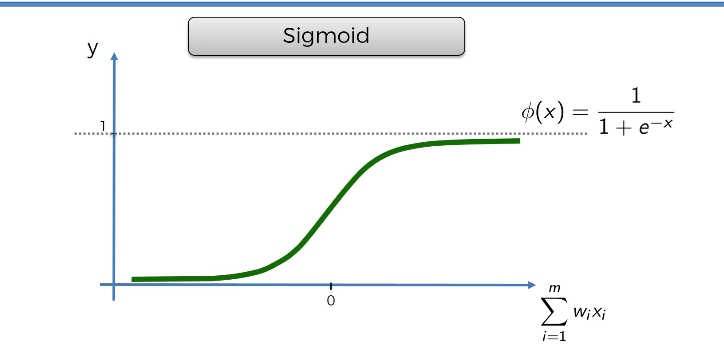 Sigmoid
y
ϕ(x) = 1 / (1 + e^{−x})
1
0
∑_{i=1}^{m} w_i x_i